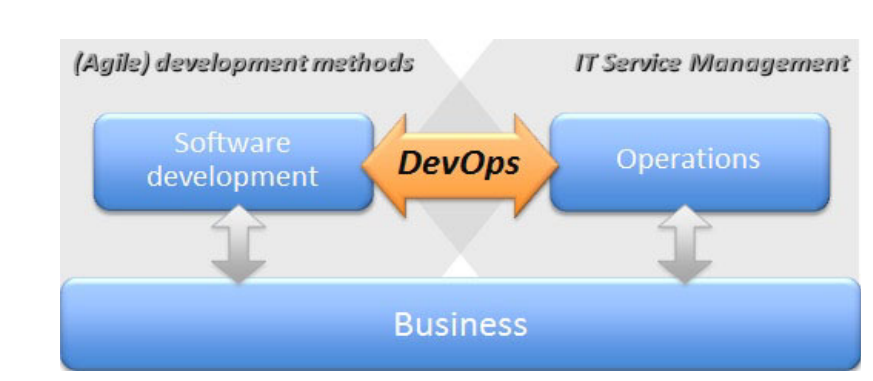 (Agile) development methods
IT Service Management
Software
development
DevOps
Operations
Business